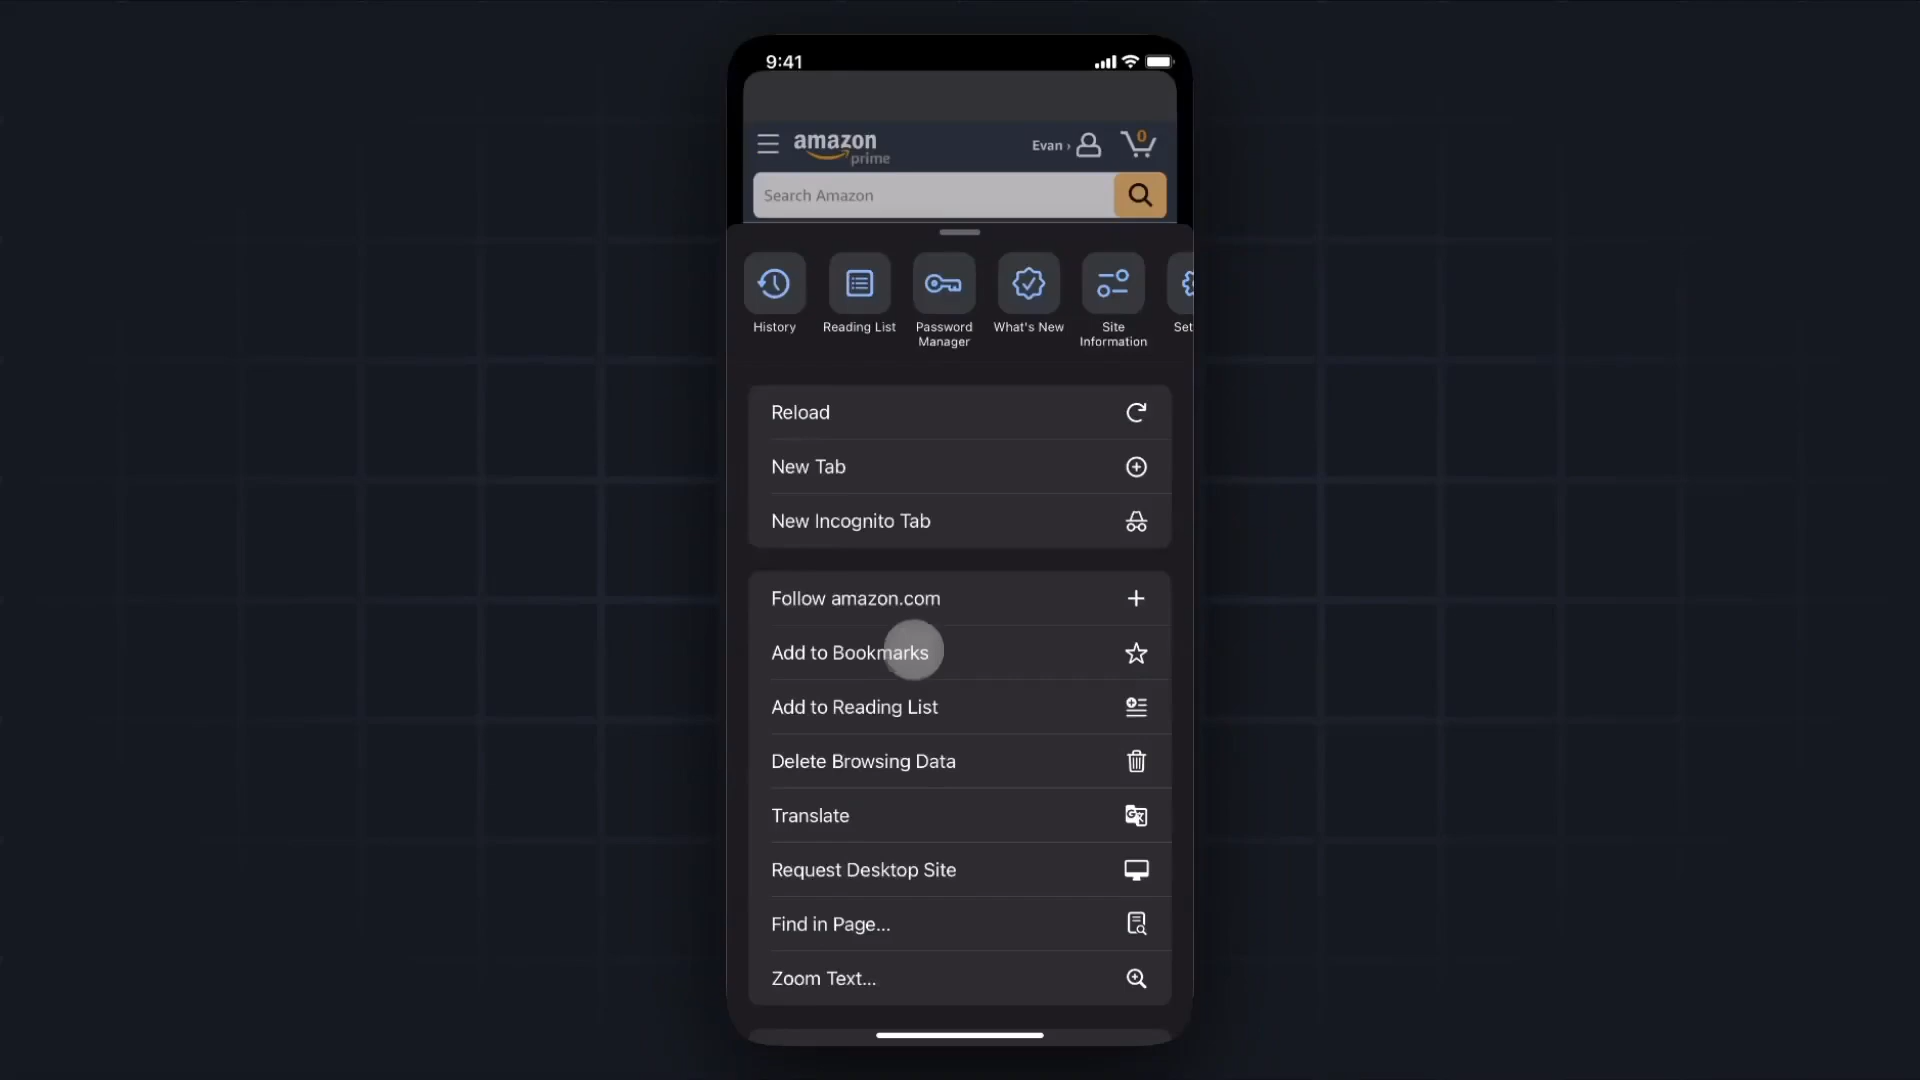 9:41
amazon
prime
Evan ›
0
Search Amazon
History
Reading List
Password
Manager
What's New
Site
Information
Set
Reload
New Tab
New Incognito Tab
Follow amazon.com
Add to Bookmarks
Add to Reading List
Delete Browsing Data
Translate
Request Desktop Site
Find in Page...
Zoom Text...